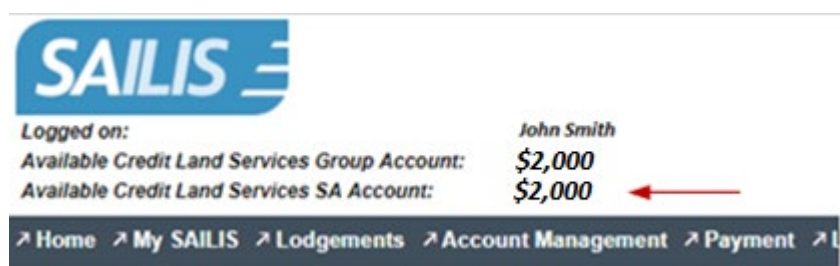 SAILIS
Logged on: John Smith
Available Credit Land Services Group Account: $2,000
Available Credit Land Services SA Account: $2,000
Home My SAILIS Lodgements Account Management Payment